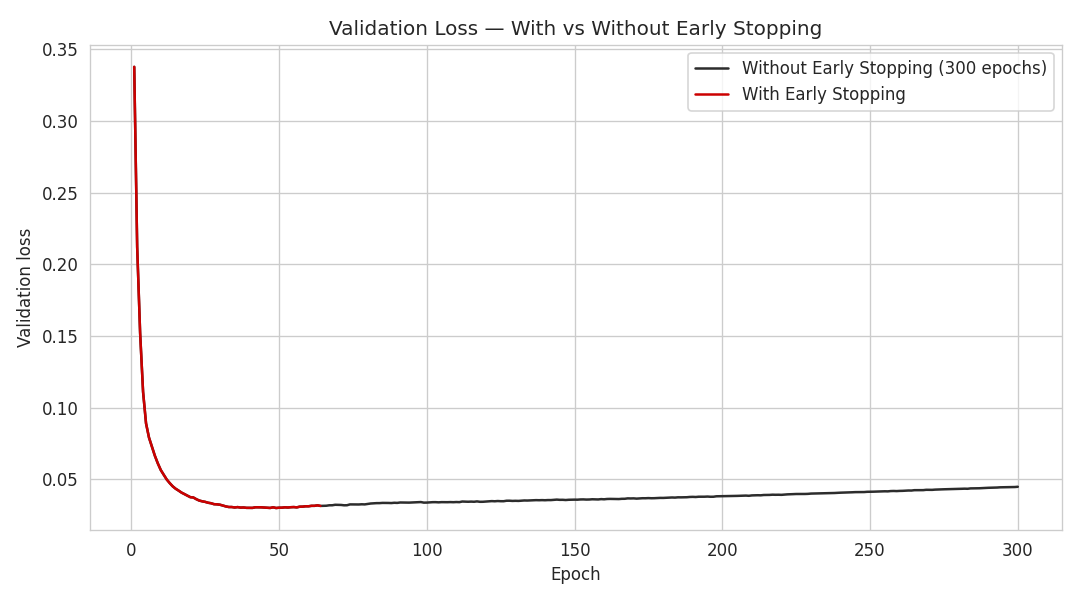 Validation Loss — With vs Without Early Stopping
Without Early Stopping (300 epochs)
With Early Stopping
Validation loss
0.35
0.30
0.25
0.20
0.15
0.10
0.05
0 50 100 150 200 250 300
Epoch